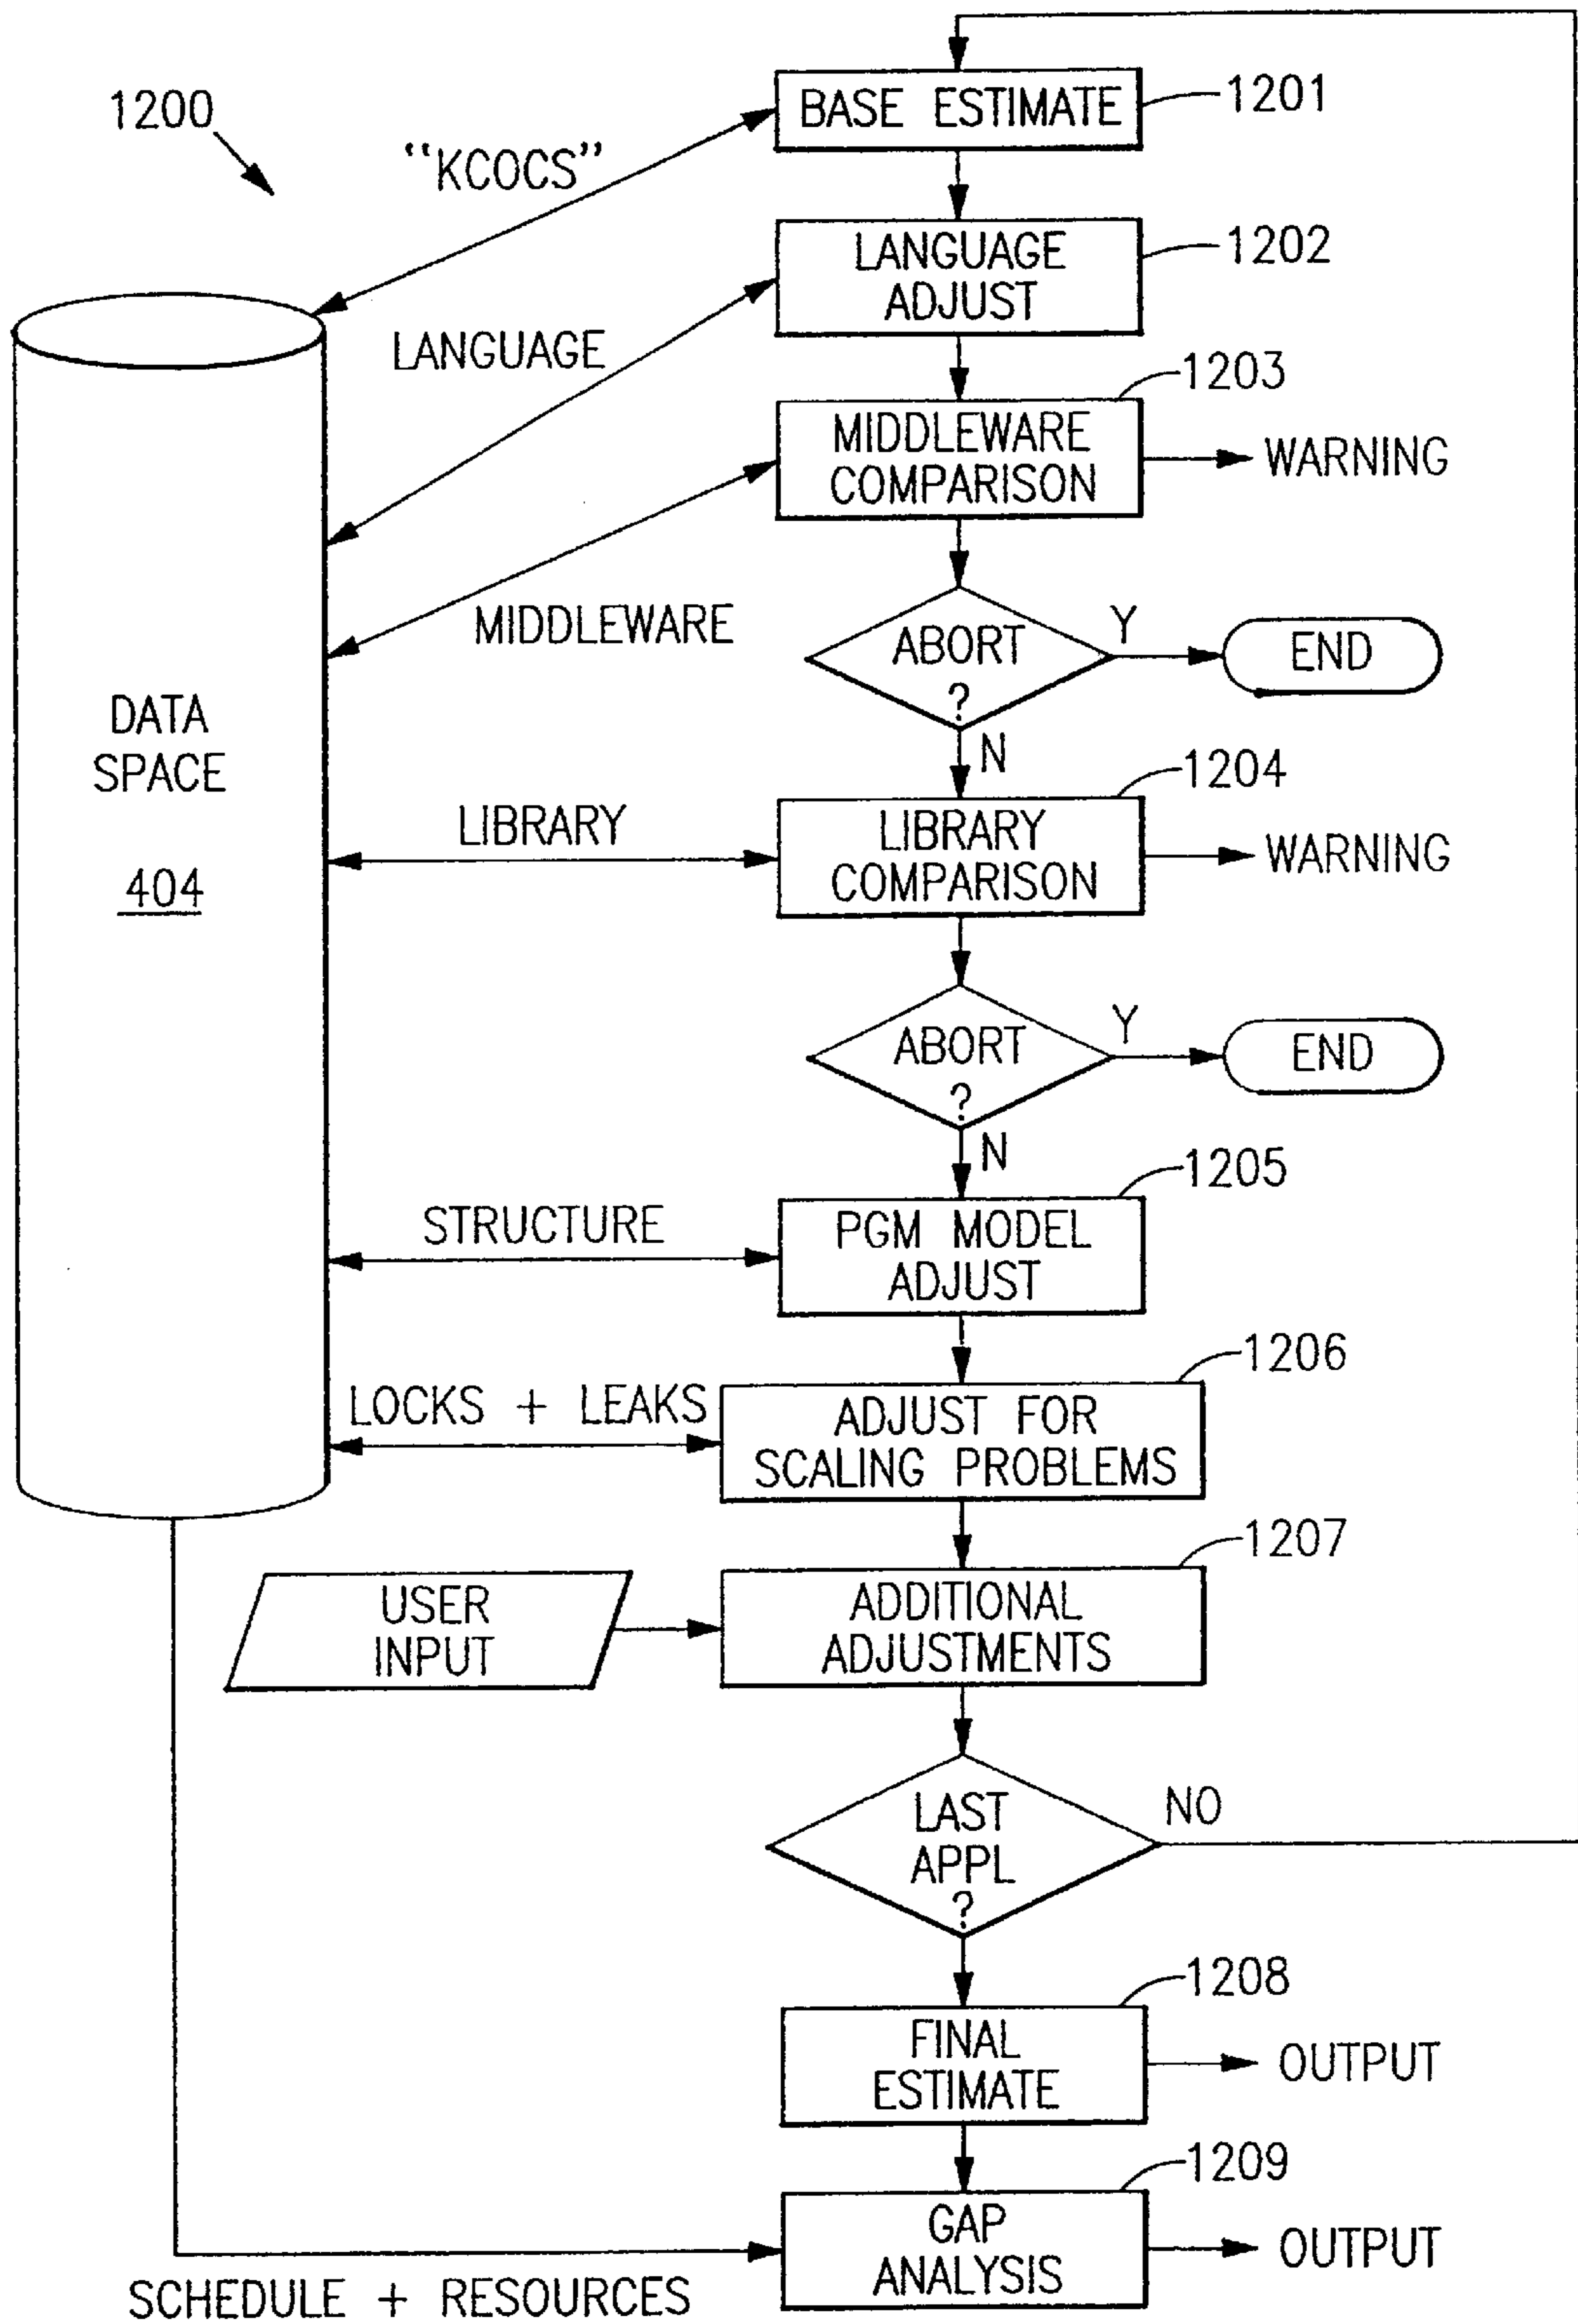 1200
"KCOCS"
BASE ESTIMATE
1201
LANGUAGE
ADJUST
1202
LANGUAGE
1203
MIDDLEWARE
COMPARISON
WARNING
MIDDLEWARE
ABORT
?
Y
END
N
DATA
SPACE
404
1204
LIBRARY
LIBRARY
COMPARISON
WARNING
ABORT
?
Y
END
N
1205
STRUCTURE
PGM MODEL
ADJUST
1206
LOCKS + LEAKS
ADJUST FOR
SCALING PROBLEMS
1207
USER
INPUT
ADDITIONAL
ADJUSTMENTS
LAST
APPL
?
NO
1208
FINAL
ESTIMATE
OUTPUT
1209
GAP
ANALYSIS
OUTPUT
SCHEDULE + RESOURCES